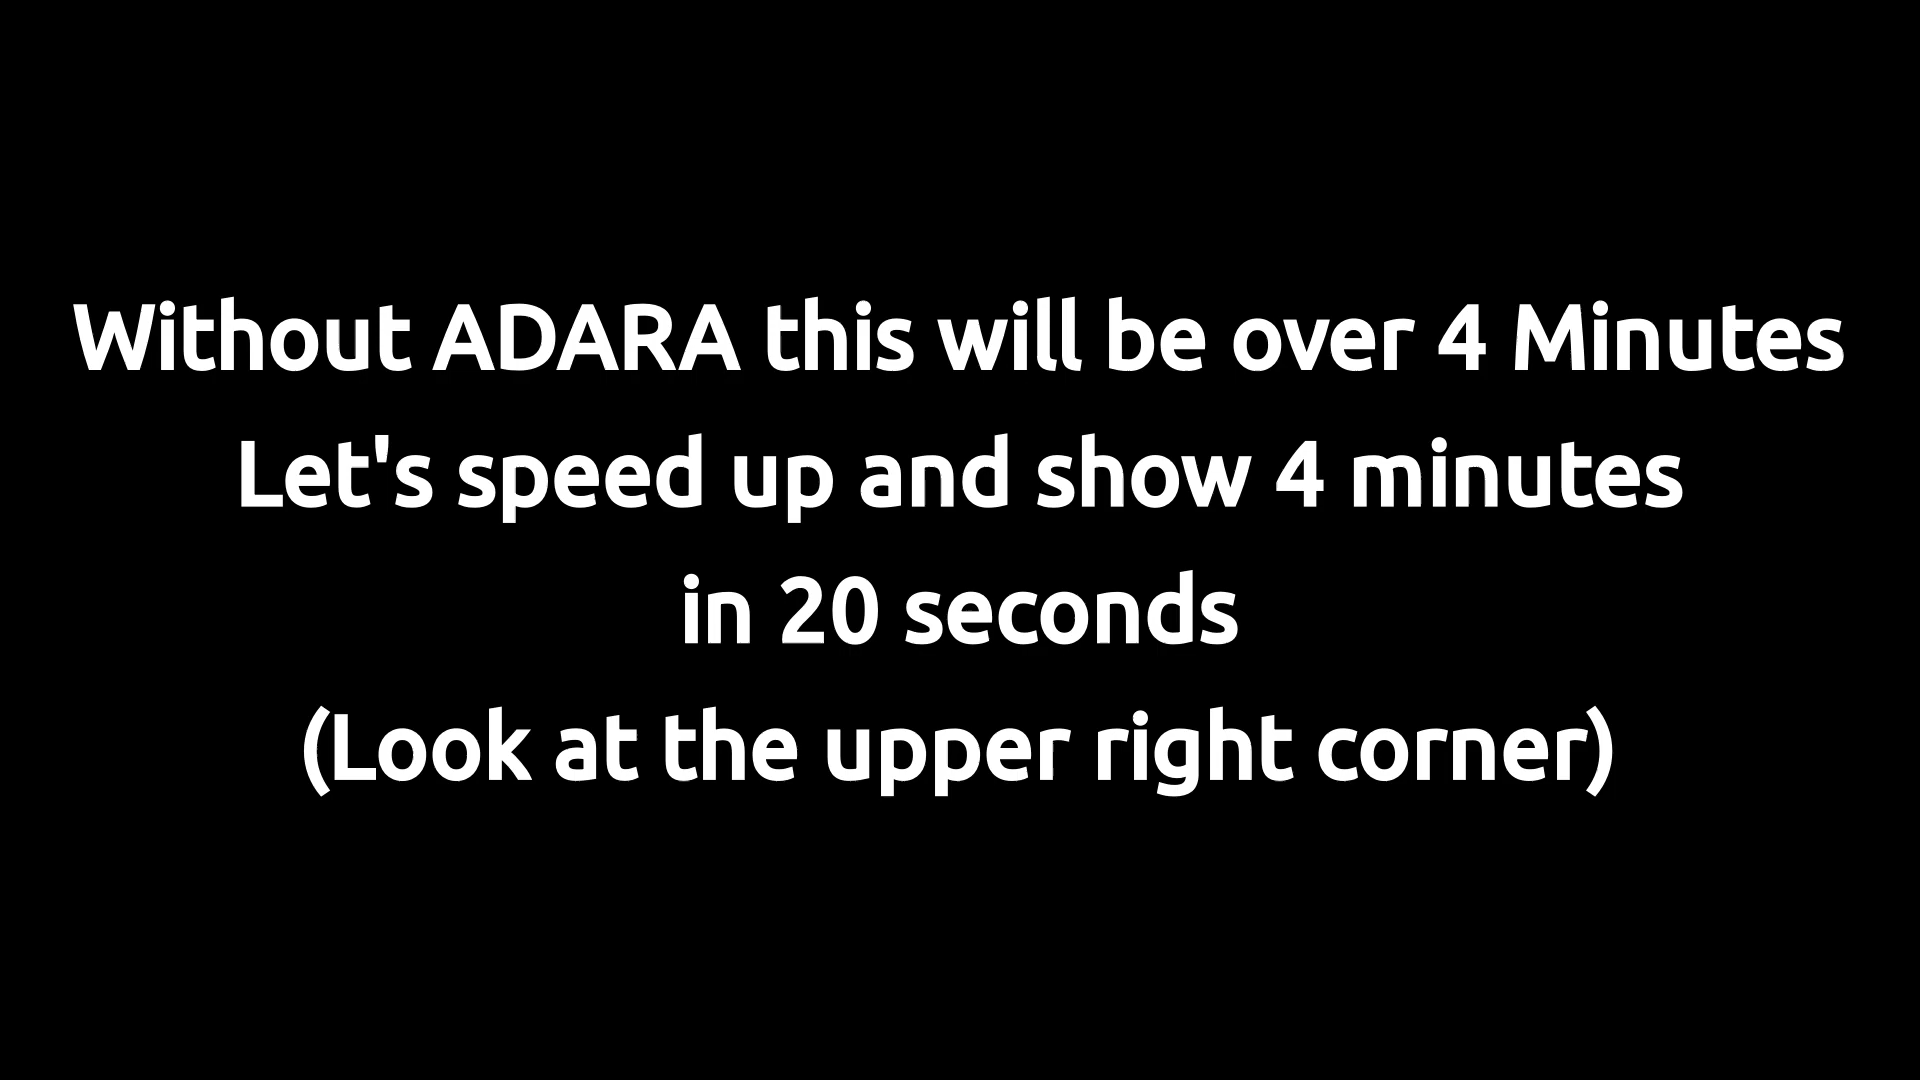 Without ADARA this will be over 4 Minutes
Let's speed up and show 4 minutes
in 20 seconds
(Look at the upper right corner)